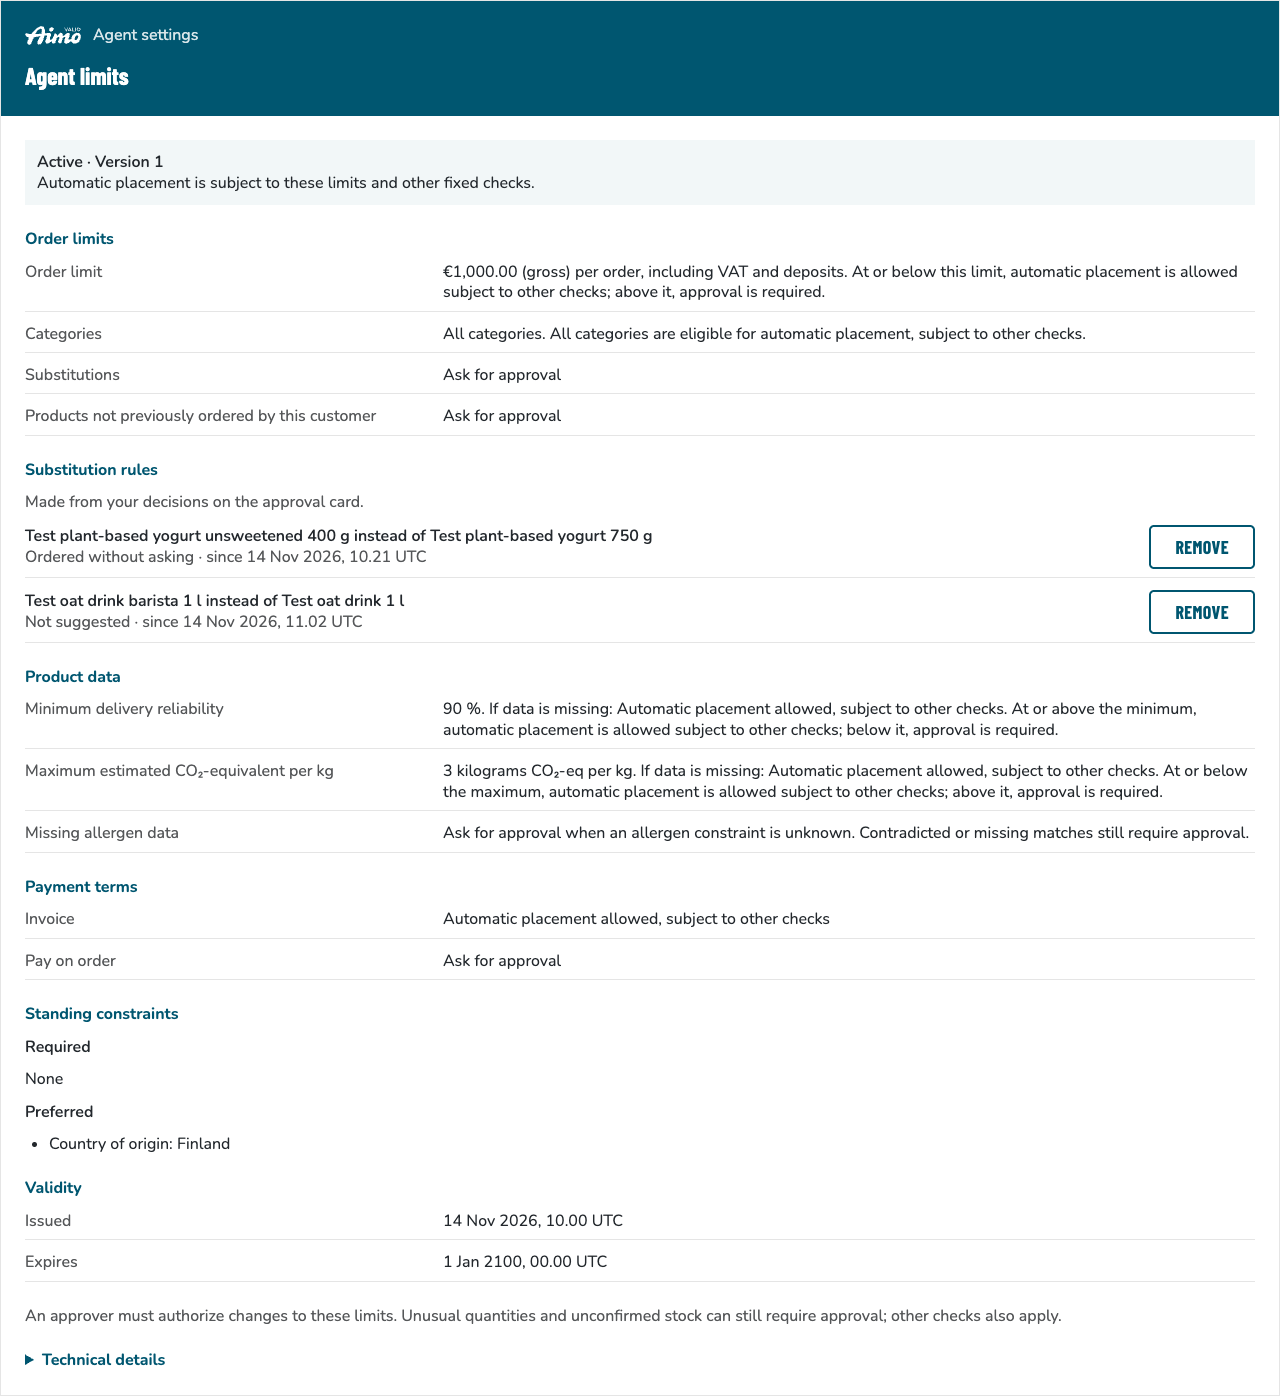 Aimo VALIO Agent settings
Agent limits
Active · Version 1
Automatic placement is subject to these limits and other fixed checks.
Order limits
Order limit
€1,000.00 (gross) per order, including VAT and deposits. At or below this limit, automatic placement is allowed
subject to other checks; above it, approval is required.
Categories
All categories. All categories are eligible for automatic placement, subject to other checks.
Substitutions
Ask for approval
Products not previously ordered by this customer
Ask for approval
Substitution rules
Made from your decisions on the approval card.
Test plant-based yogurt unsweetened 400 g instead of Test plant-based yogurt 750 g
Ordered without asking · since 14 Nov 2026, 10.21 UTC
REMOVE
Test oat drink barista 1 l instead of Test oat drink 1 l
Not suggested · since 14 Nov 2026, 11.02 UTC
REMOVE
Product data
Minimum delivery reliability
90 %. If data is missing: Automatic placement allowed, subject to other checks. At or above the minimum,
automatic placement is allowed subject to other checks; below it, approval is required.
Maximum estimated CO₂-equivalent per kg
3 kilograms CO₂-eq per kg. If data is missing: Automatic placement allowed, subject to other checks. At or below
the maximum, automatic placement is allowed subject to other checks; above it, approval is required.
Missing allergen data
Ask for approval when an allergen constraint is unknown. Contradicted or missing matches still require approval.
Payment terms
Invoice
Automatic placement allowed, subject to other checks
Pay on order
Ask for approval
Standing constraints
Required
None
Preferred
• Country of origin: Finland
Validity
Issued
14 Nov 2026, 10.00 UTC
Expires
1 Jan 2100, 00.00 UTC
An approver must authorize changes to these limits. Unusual quantities and unconfirmed stock can still require approval; other checks also apply.
Technical details